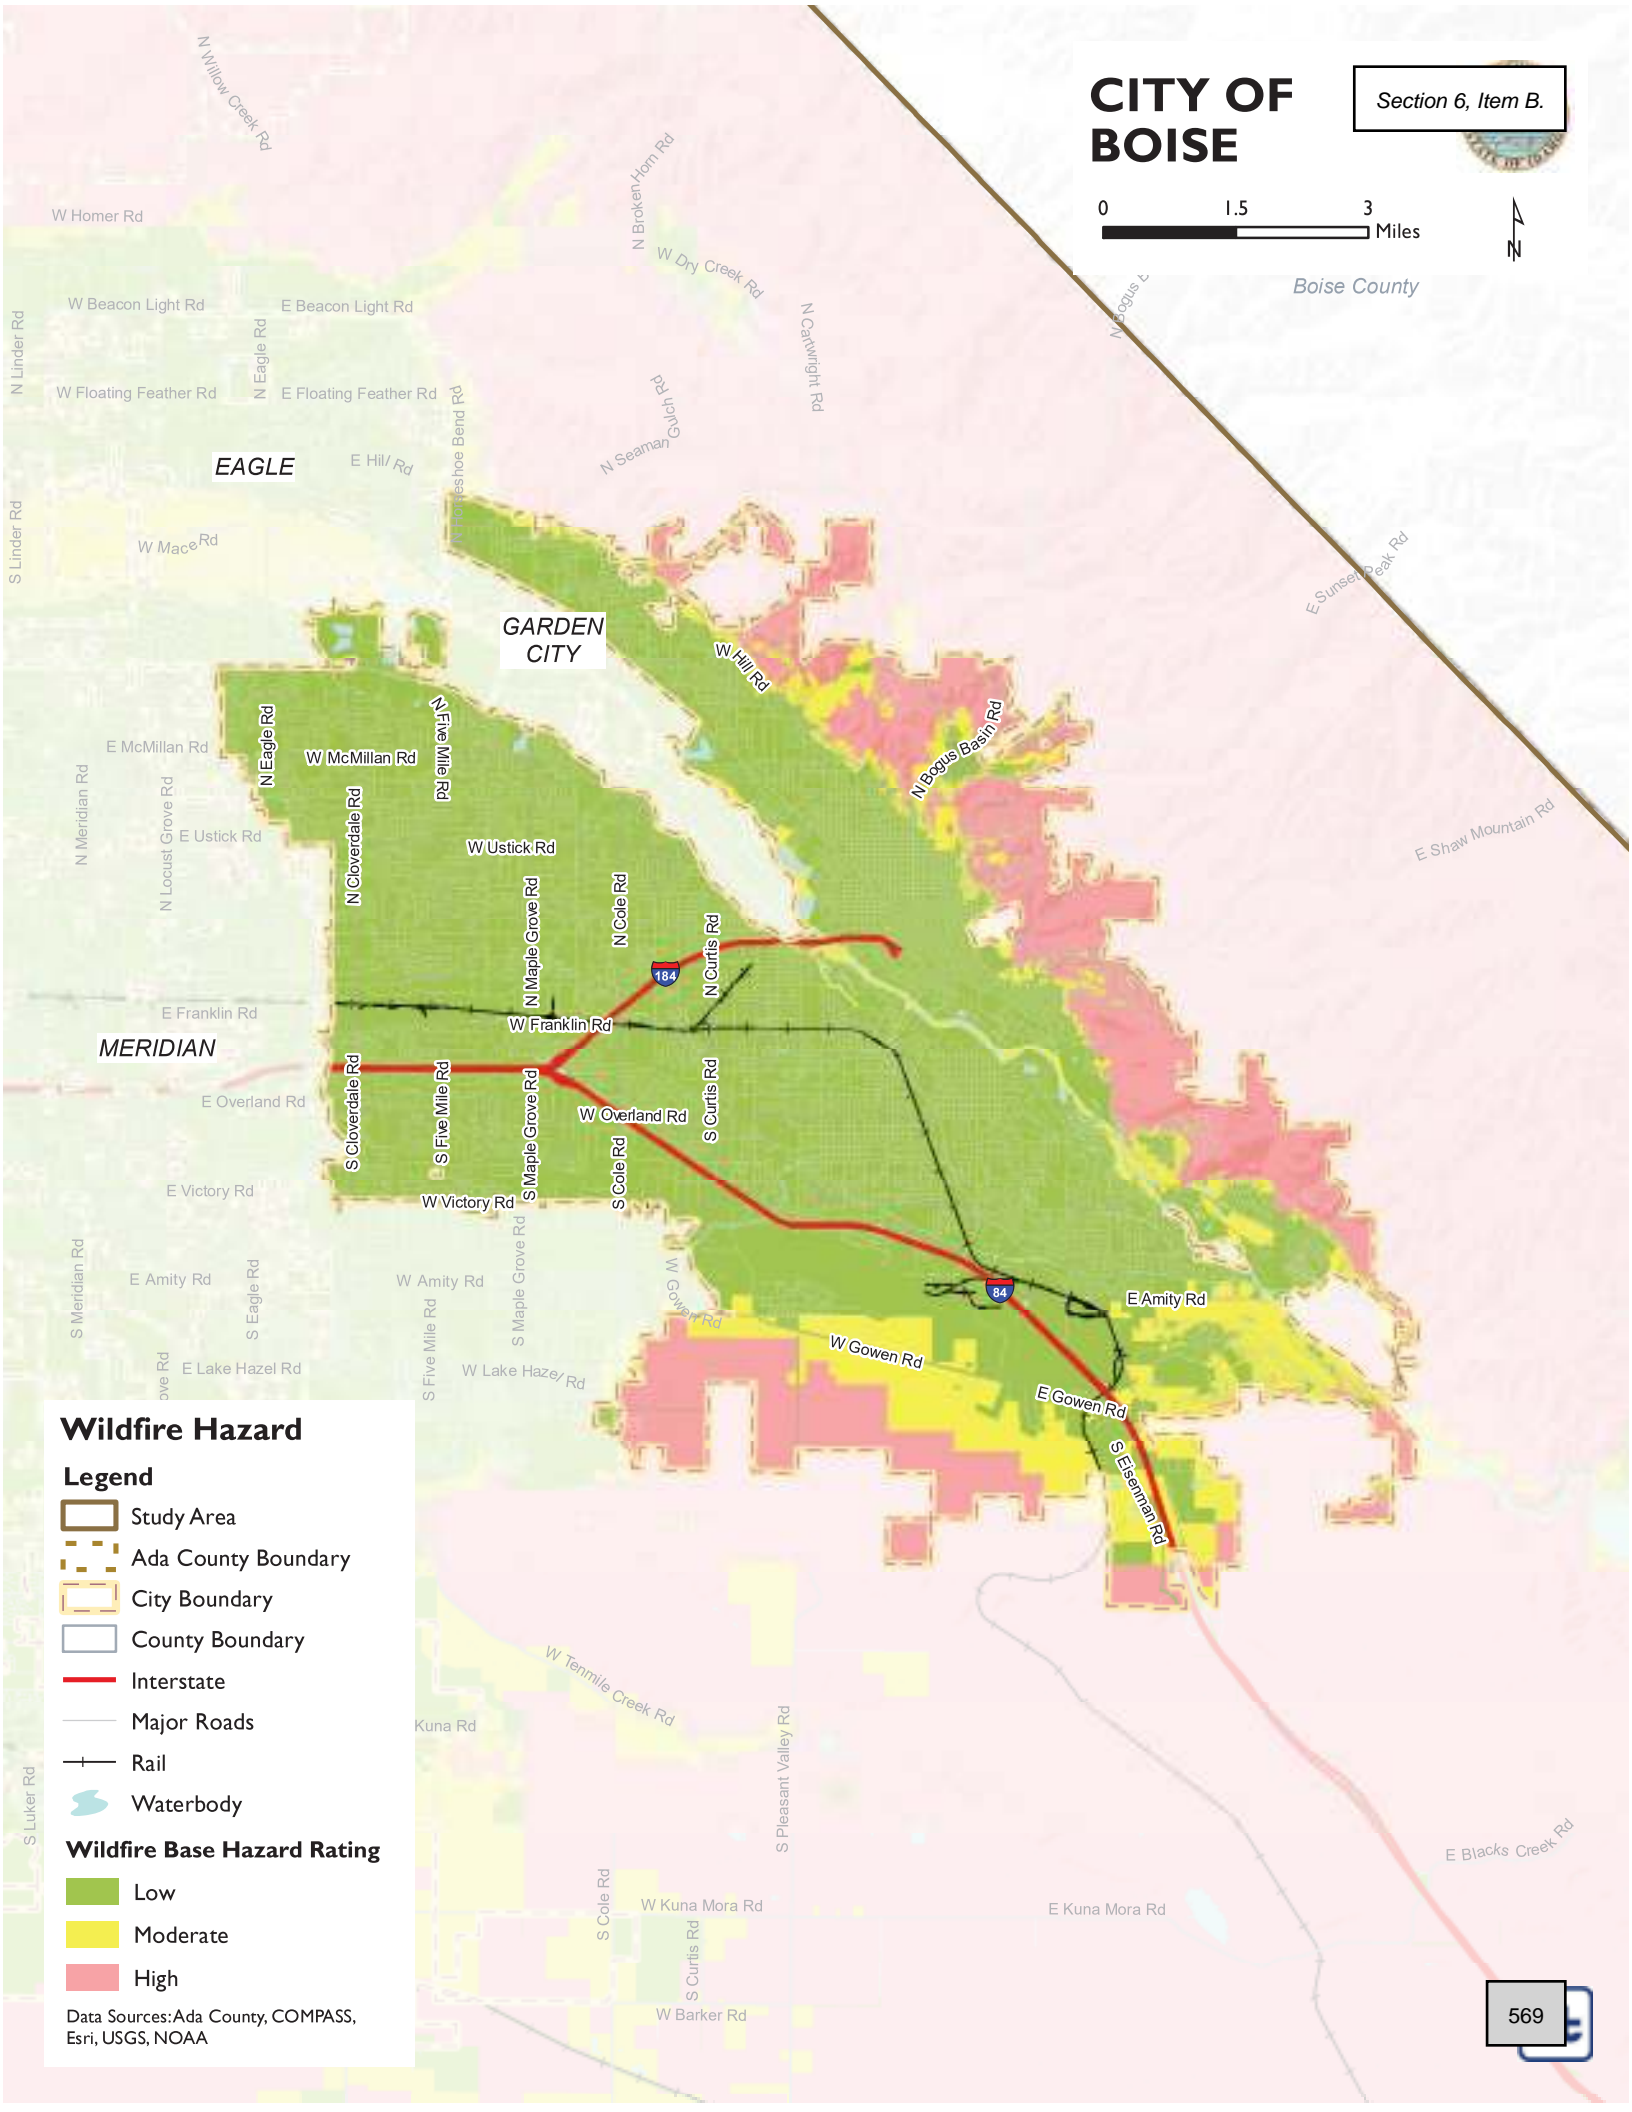 CITY OF
BOISE
Section 6, Item B.
STATE OF IDAHO
0 1.5 3
Miles
N
Boise County
N Willow Creek Rd
N Broken Horn Rd
W Homer Rd
W Dry Creek Rd
W Beacon Light Rd
E Beacon Light Rd
N Linder Rd
N Eagle Rd
N Cartwright Rd
W Floating Feather Rd
E Floating Feather Rd
N Seaman Gulch Rd
EAGLE
E Hill Rd
N Horseshoe Bend Rd
S Linder Rd
W Mace Rd
E Sunset Peak Rd
GARDEN
CITY
W Hill Rd
N Eagle Rd
N Five Mile Rd
N Bogus Basin Rd
E McMillan Rd
W McMillan Rd
N Meridian Rd
N Locust Grove Rd
E Ustick Rd
N Cloverdale Rd
W Ustick Rd
E Shaw Mountain Rd
N Maple Grove Rd
N Cole Rd
N Curtis Rd
184
E Franklin Rd
W Franklin Rd
MERIDIAN
E Overland Rd
S Cloverdale Rd
S Five Mile Rd
S Maple Grove Rd
W Overland Rd
S Curtis Rd
S Cole Rd
E Victory Rd
W Victory Rd
S Meridian Rd
E Amity Rd
S Eagle Rd
W Amity Rd
S Maple Grove Rd
W Gowen Rd
84
E Amity Rd
S Five Mile Rd
W Gowen Rd
E Lake Hazel Rd
W Lake Hazel Rd
E Gowen Rd
S Eisenman Rd
ove Rd
Wildfire Hazard
Legend
Study Area
Ada County Boundary
City Boundary
County Boundary
Interstate
Major Roads
Rail
Waterbody
Wildfire Base Hazard Rating
Low
Moderate
High
Data Sources: Ada County, COMPASS,
Esri, USGS, NOAA
W Tenmile Creek Rd
Kuna Rd
S Luker Rd
S Pleasant Valley Rd
E Blacks Creek Rd
S Cole Rd
W Kuna Mora Rd
E Kuna Mora Rd
S Curtis Rd
W Barker Rd
569